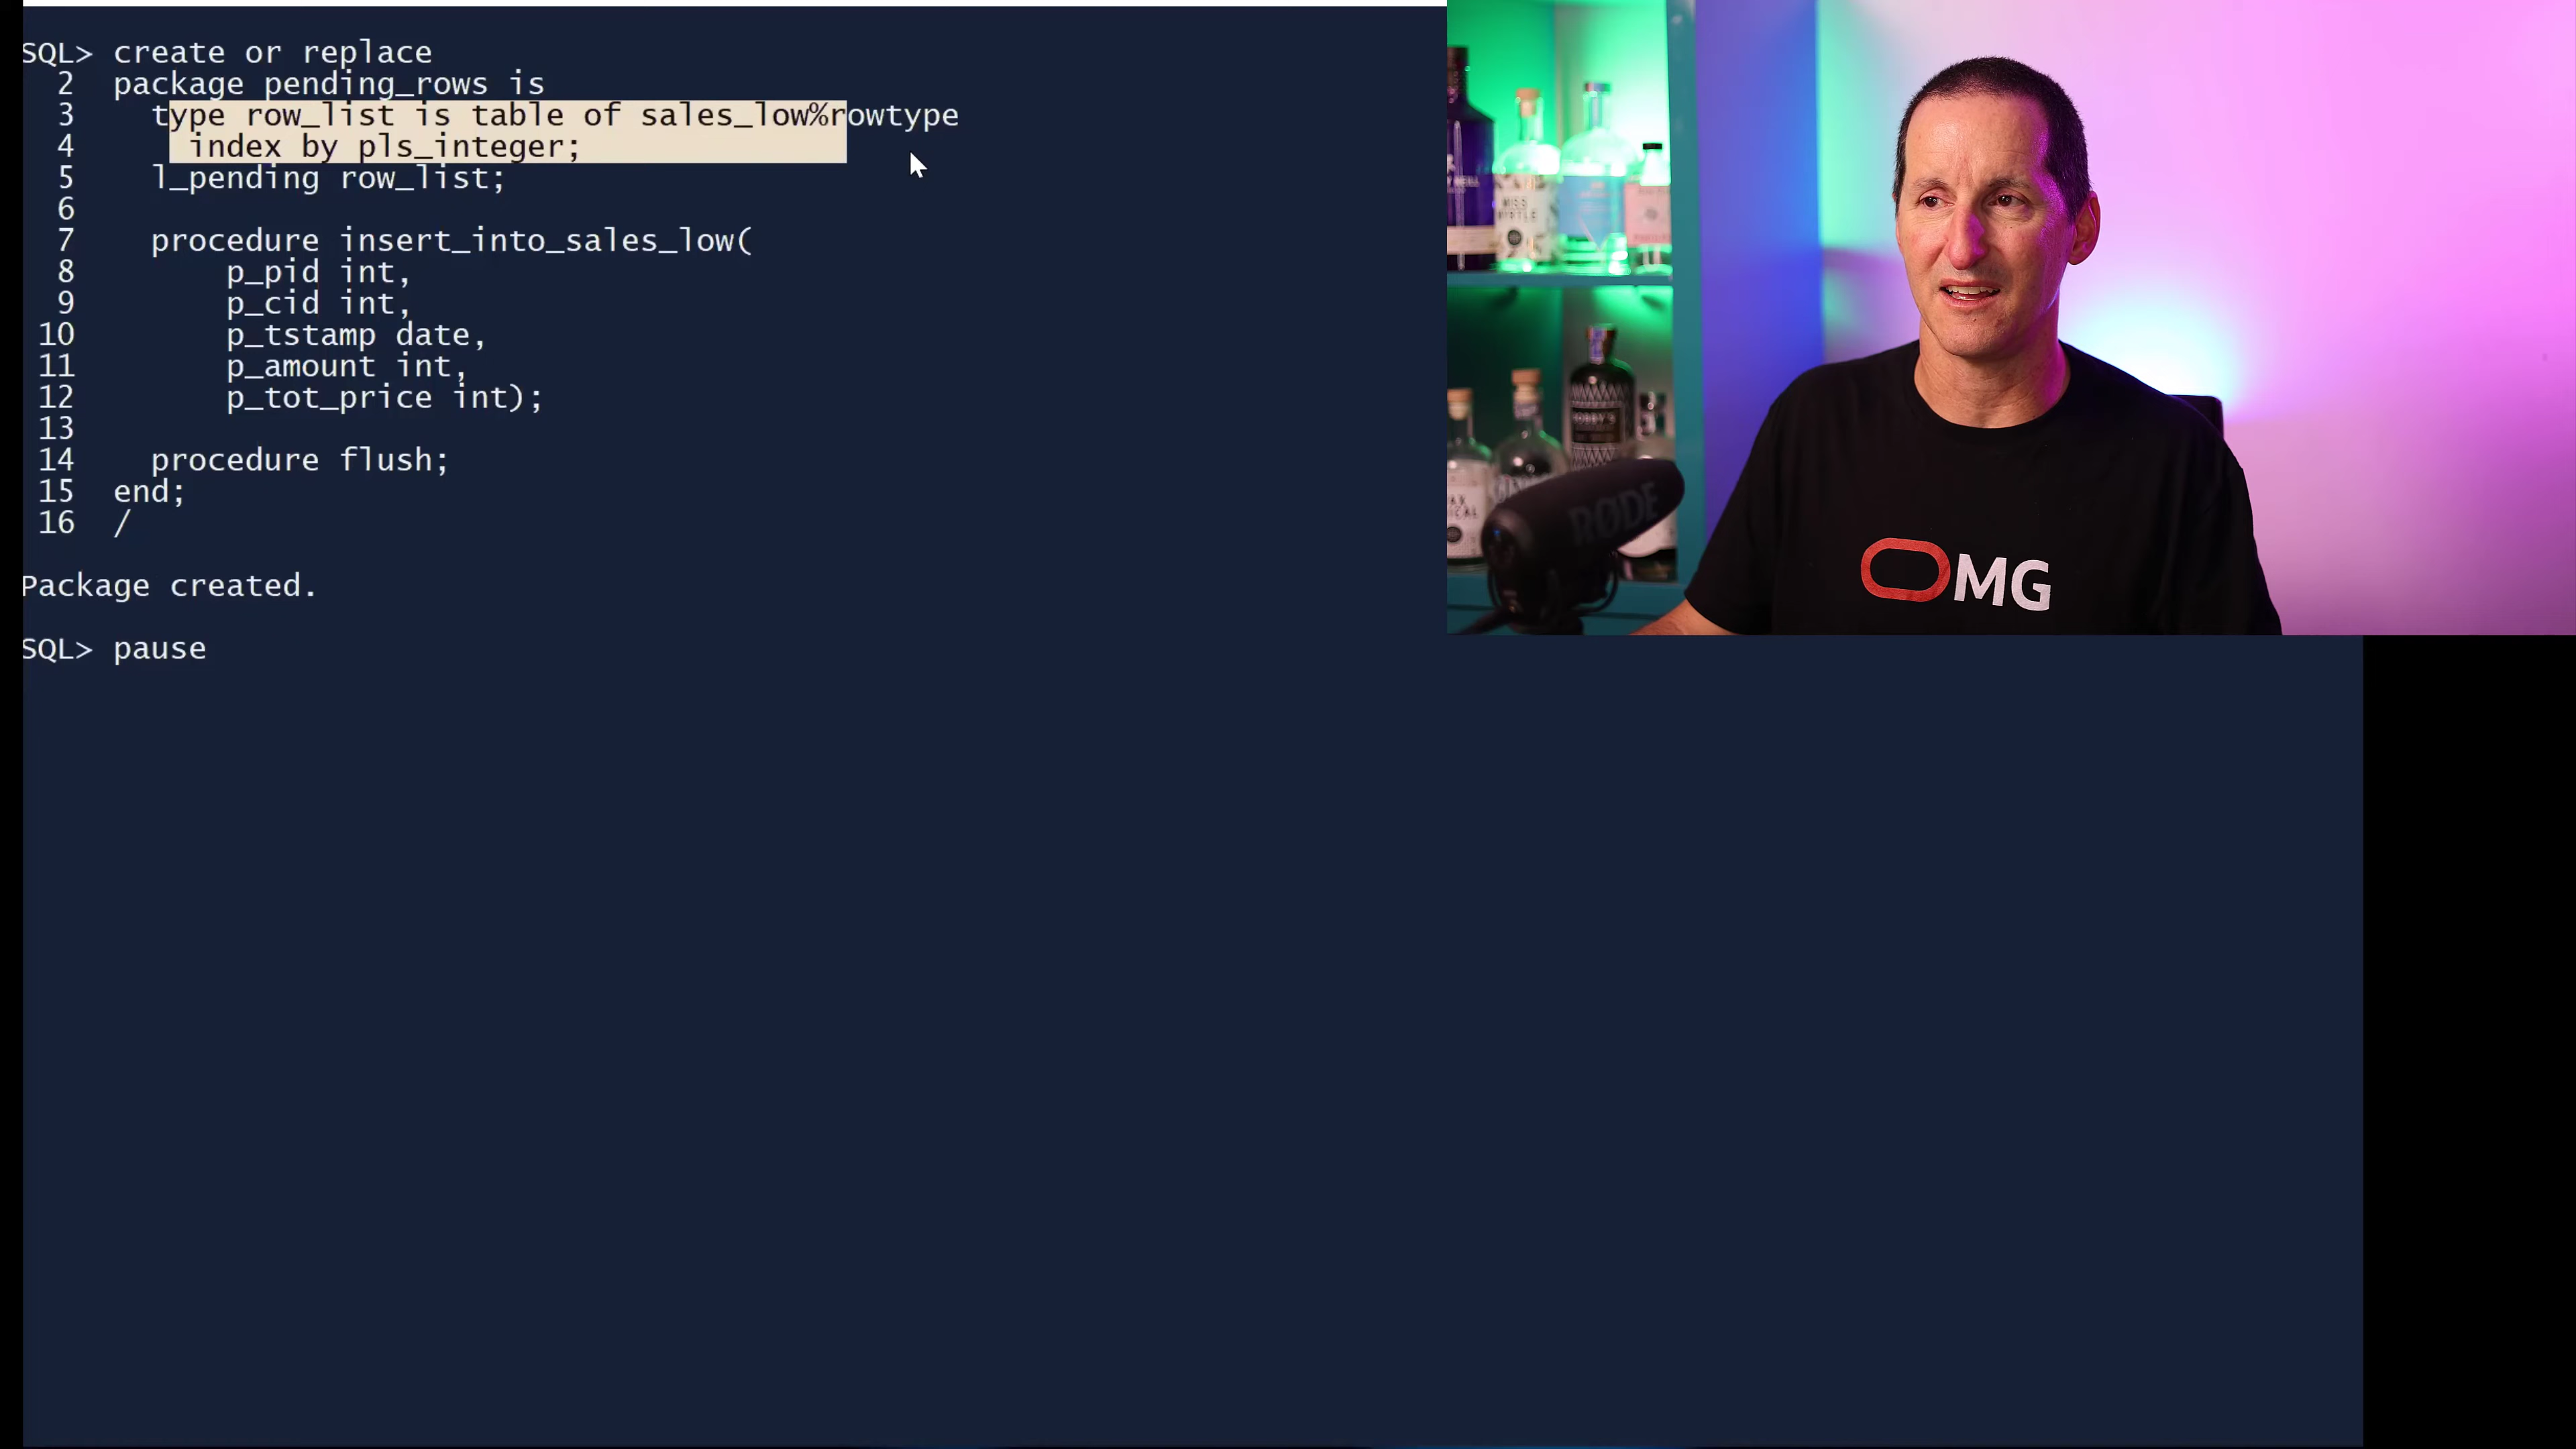 SQL> create or replace
2 package pending_rows is
3 type row_list is table of sales_low%rowtype
4 index by pls_integer;
5 l_pending row_list;
6
7 procedure insert_into_sales_low(
8 p_pid int,
9 p_cid int,
10 p_tstamp date,
11 p_amount int,
12 p_tot_price int);
13
14 procedure flush;
15 end;
16 /
Package created.
SQL> pause
RØDE
OMG